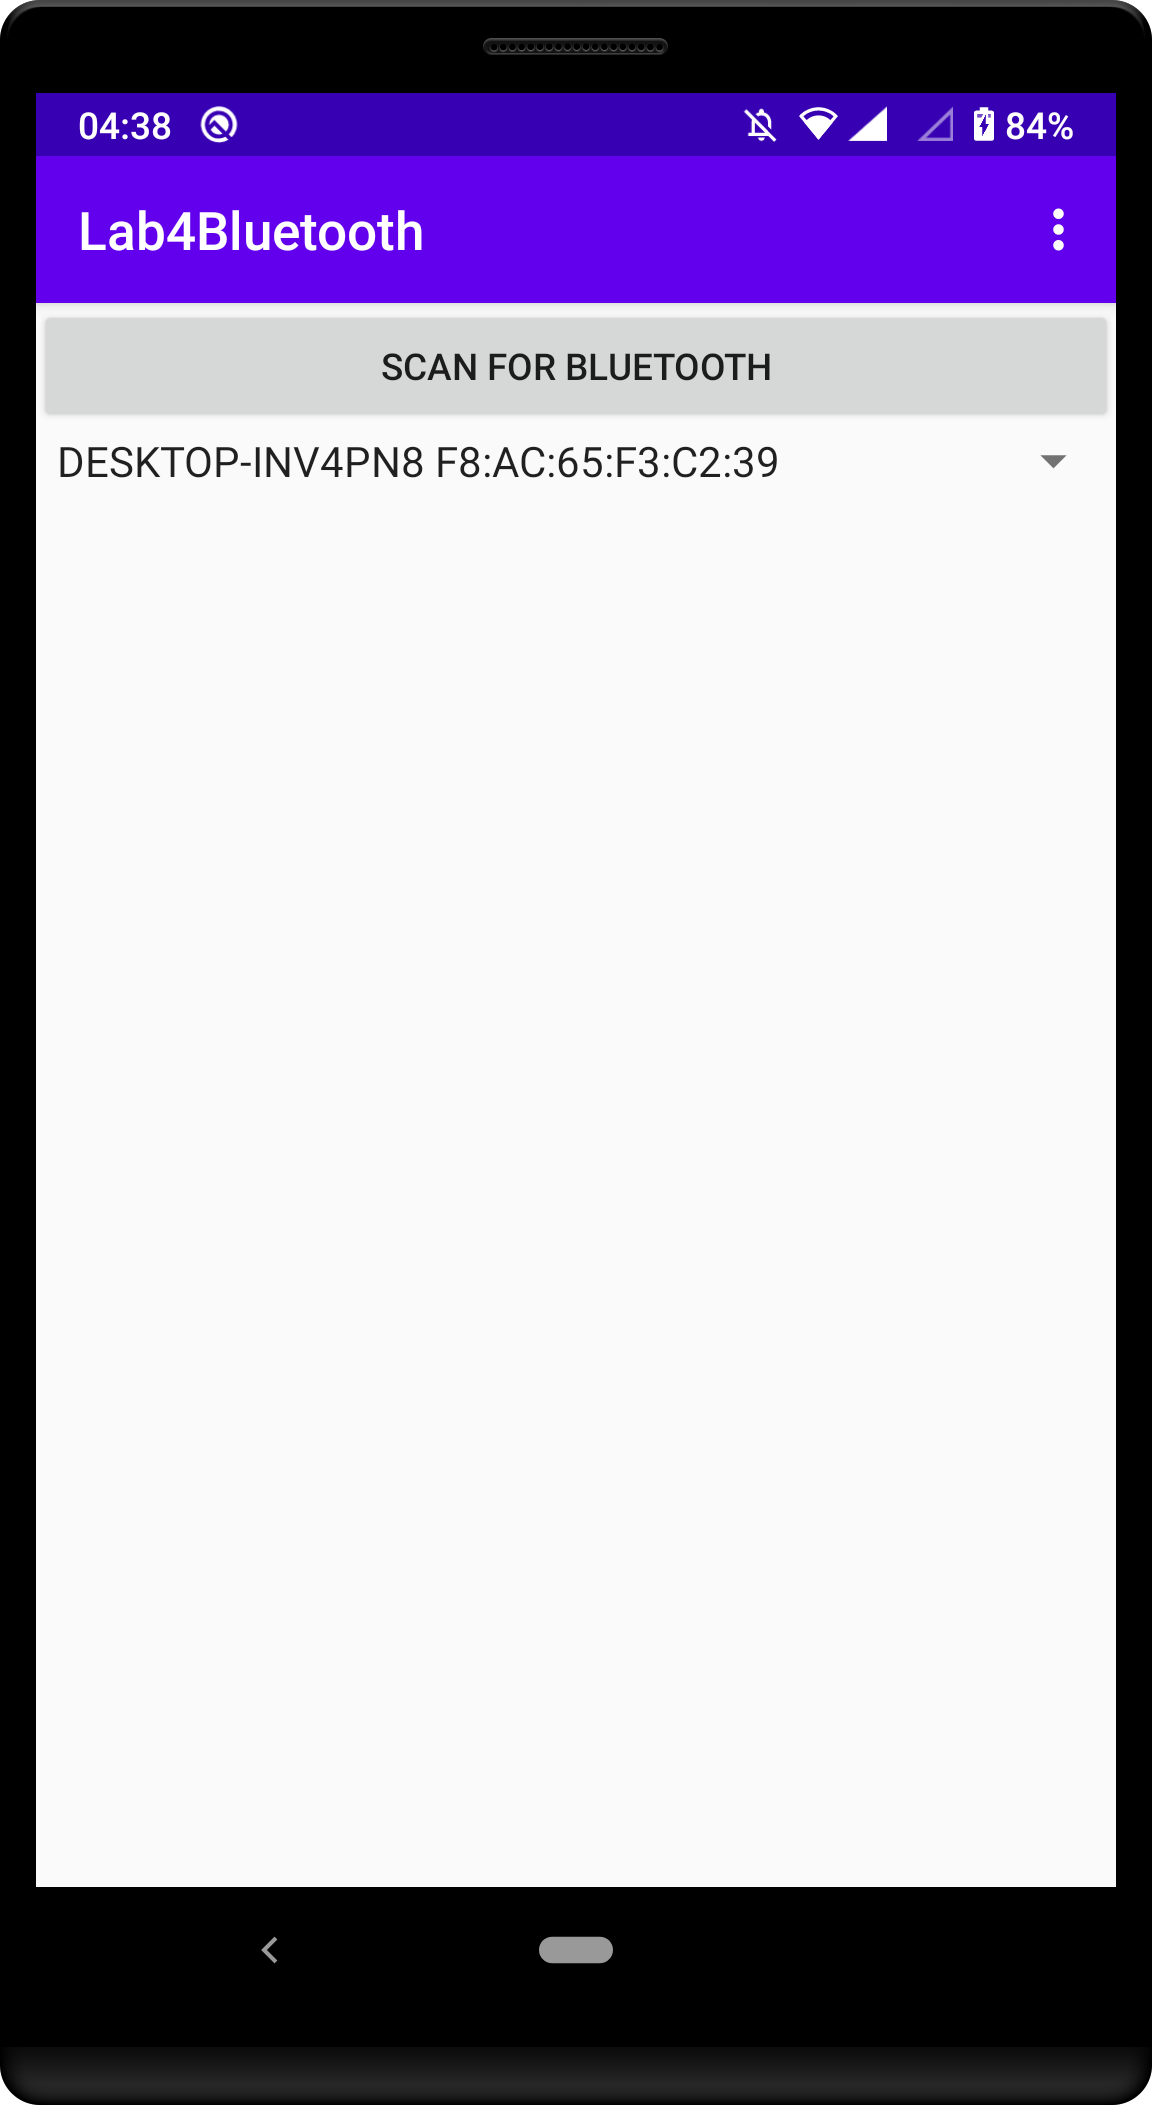 04:38 84%
Lab4Bluetooth
SCAN FOR BLUETOOTH
DESKTOP-INV4PN8 F8:AC:65:F3:C2:39